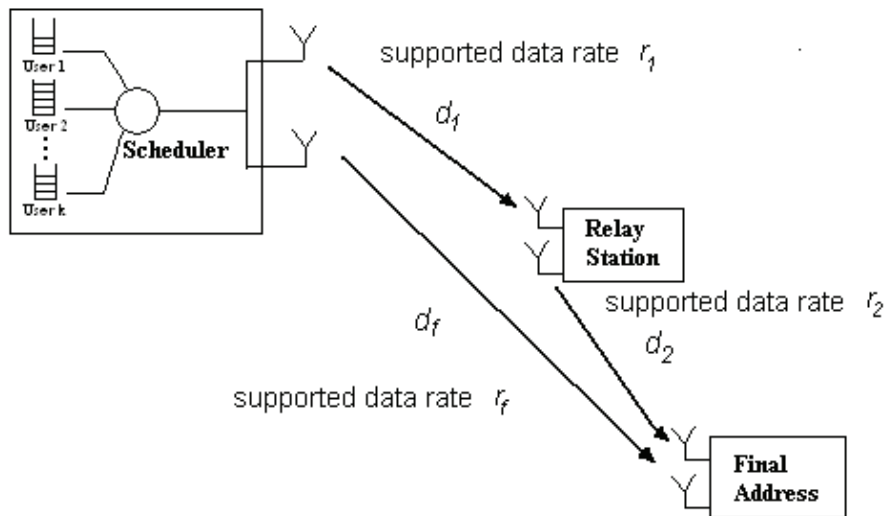 User 1
User 2
User k
Scheduler
supported data rate r1
d1
Relay
Station
supported data rate r2
d2
df
supported data rate rf
Final
Address